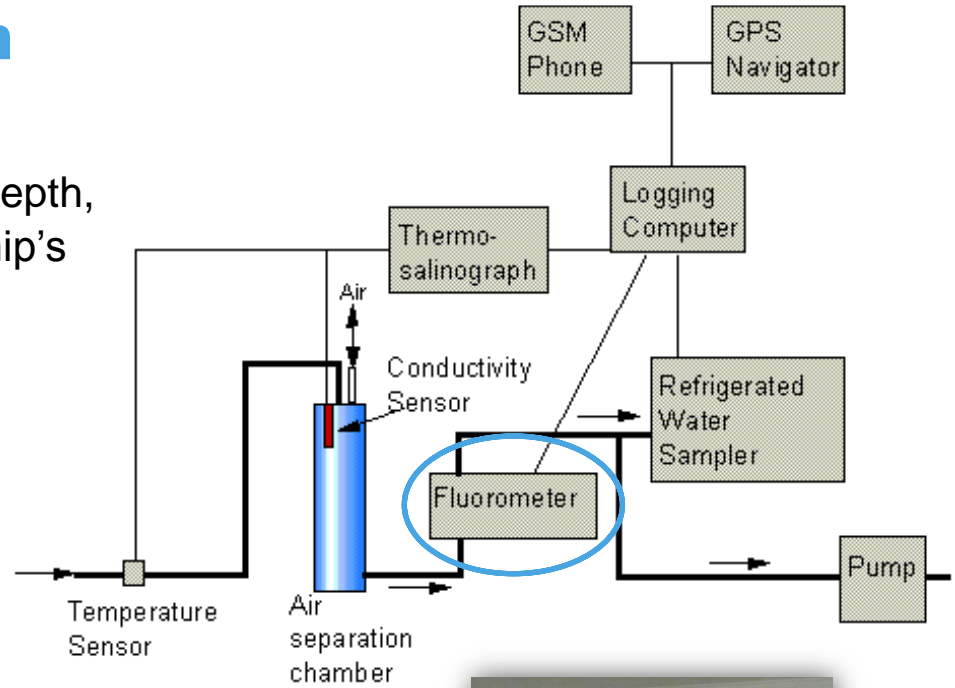 GSM
Phone
GPS
Navigator
epth,
ip's
Logging
Computer
Thermo-
salinograph
Air
Conductivity
Sensor
Refrigerated
Water
Sampler
Fluorometer
Pump
Temperature
Sensor
Air
separation
chamber